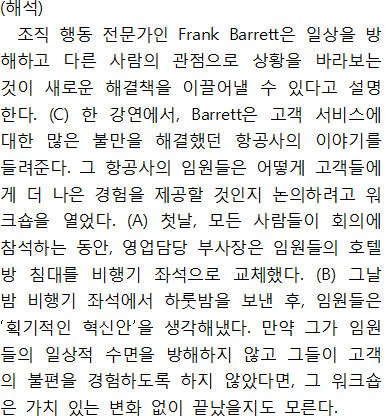 (해석)
조직 행동 전문가인 Frank Barrett은 일상을 방
해하고 다른 사람의 관점으로 상황을 바라보는
것이 새로운 해결책을 이끌어낼 수 있다고 설명
한다. (C) 한 강연에서, Barrett은 고객 서비스에
대한 많은 불만을 해결했던 항공사의 이야기를
들려준다. 그 항공사의 임원들은 어떻게 고객들에
게 더 나은 경험을 제공할 것인지 논의하려고 워
크숍을 열었다. (A) 첫날, 모든 사람들이 회의에
참석하는 동안, 영업담당 부사장은 임원들의 호텔
방 침대를 비행기 좌석으로 교체했다. (B) 그날
밤 비행기 좌석에서 하룻밤을 보낸 후, 임원들은
‘획기적인 혁신안’을 생각해냈다. 만약 그가 임원
들의 일상적 수면을 방해하지 않고 그들이 고객
의 불편을 경험하도록 하지 않았다면, 그 워크숍
은 가치 있는 변화 없이 끝났을지도 모른다.